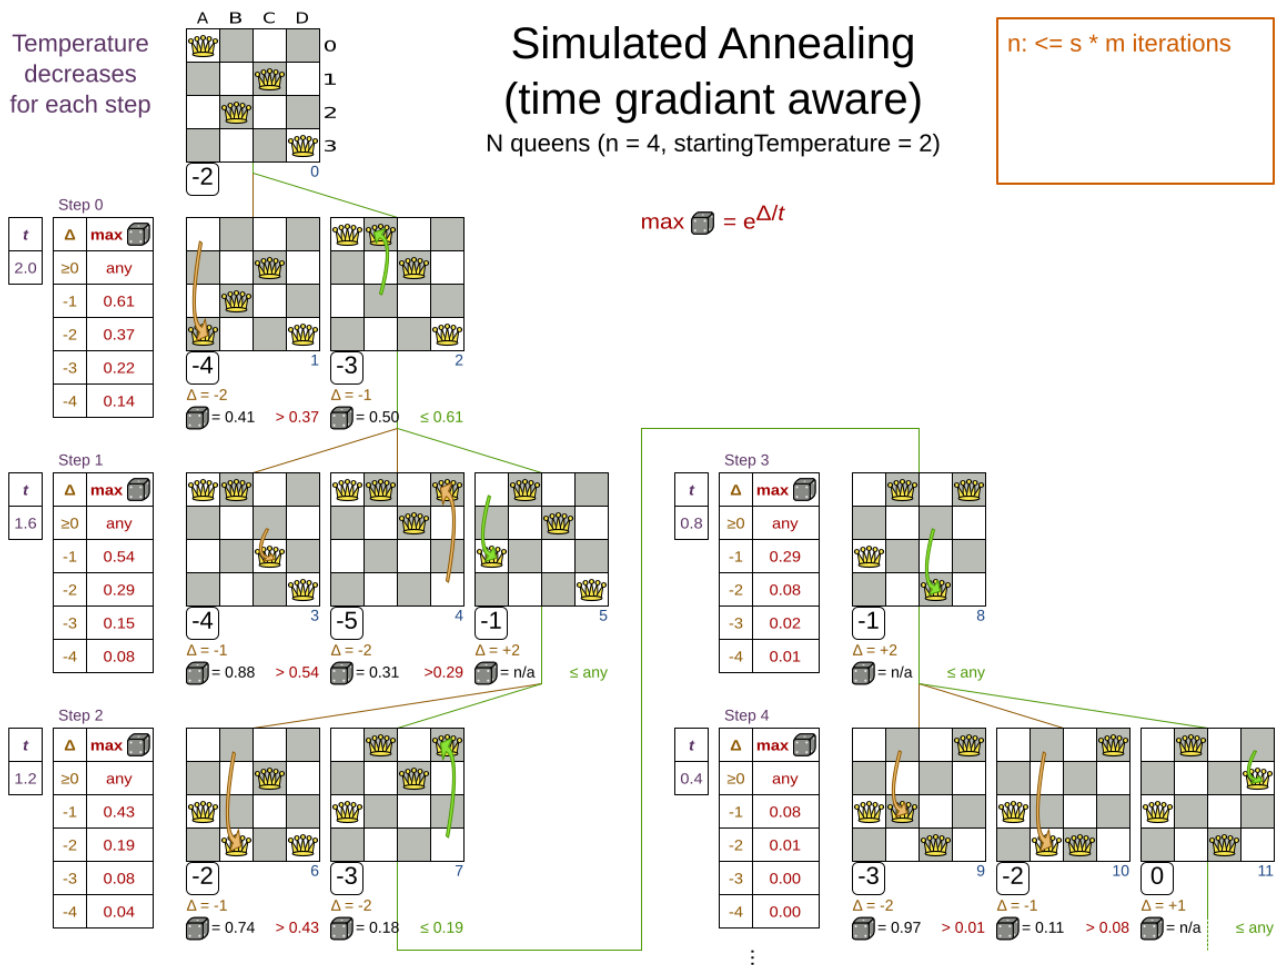 Temperature
decreases
for each step
A B C D
0
1
2
3
-2
0
Simulated Annealing
(time gradiant aware)
N queens (n = 4, startingTemperature = 2)
n: <= s * m iterations
max = e^Δ/t
Step 0
t Δ max
2.0 ≥0 any
-1 0.61
-2 0.37
-3 0.22
-4 0.14
-4 1
Δ = -2
= 0.41 > 0.37
-3 2
Δ = -1
= 0.50 ≤ 0.61
Step 1
t Δ max
1.6 ≥0 any
-1 0.54
-2 0.29
-3 0.15
-4 0.08
-4 3
Δ = -1
= 0.88 > 0.54
-5 4
Δ = -2
= 0.31 >0.29
-1 5
Δ = +2
= n/a ≤ any
Step 2
t Δ max
1.2 ≥0 any
-1 0.43
-2 0.19
-3 0.08
-4 0.04
-2 6
Δ = -1
= 0.74 > 0.43
-3 7
Δ = -2
= 0.18 ≤ 0.19
Step 3
t Δ max
0.8 ≥0 any
-1 0.29
-2 0.08
-3 0.02
-4 0.01
-1 8
Δ = +2
= n/a ≤ any
Step 4
t Δ max
0.4 ≥0 any
-1 0.08
-2 0.01
-3 0.00
-4 0.00
-3 9
Δ = -2
= 0.97 > 0.01
-2 10
Δ = -1
= 0.11 > 0.08
0 11
Δ = +1
= n/a ≤ any
⋮